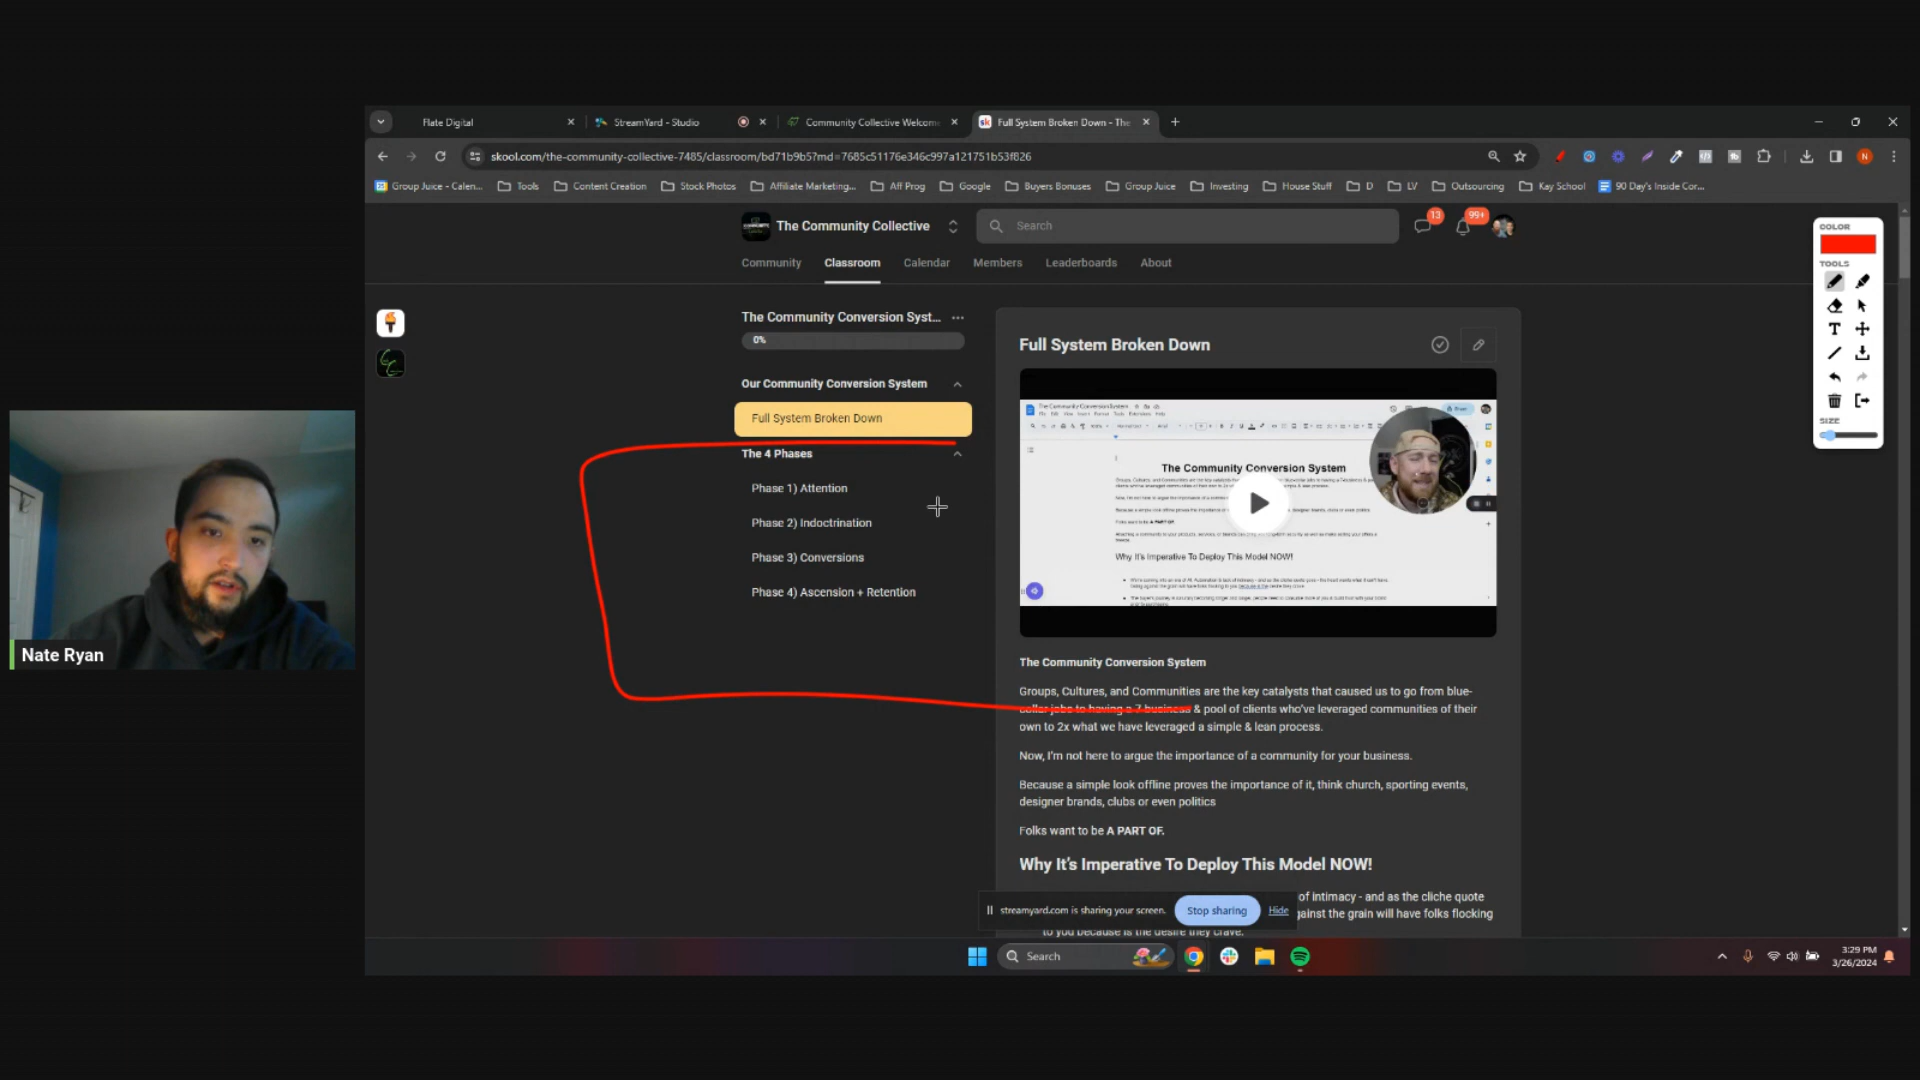 Flate Digital
StreamYard - Studio
Community Collective Welcome
Full System Broken Down - The
skool.com/the-community-collective-7485/classroom/bd71b9b5?md=7685c51176e346c997a121751b53f826
Group Juice - Calen...
Tools
Content Creation
Stock Photos
Affiliate Marketing...
Aff Prog
Google
Buyers Bonuses
Group Juice
Investing
House Stuff
D
LV
Outsourcing
Kay School
90 Day's Inside Cor...
The Community Collective
Search
13
99+
Community
Classroom
Calendar
Members
Leaderboards
About
COLOR
TOOLS
SIZE
The Community Conversion Syst...
0%
Our Community Conversion System
Full System Broken Down
The 4 Phases
Phase 1) Attention
Phase 2) Indoctrination
Phase 3) Conversions
Phase 4) Ascension + Retention
Full System Broken Down
The Community Conversion System
Why It's Imperative To Deploy This Model NOW!
The Community Conversion System
Groups, Cultures, and Communities are the key catalysts that caused us to go from blue-
collar jobs to having a 7 business & pool of clients who've leveraged communities of their
own to 2x what we have leveraged a simple & lean process.
Now, I'm not here to argue the importance of a community for your business.
Because a simple look offline proves the importance of it, think church, sporting events,
designer brands, clubs or even politics
Folks want to be A PART OF.
Why It's Imperative To Deploy This Model NOW!
of intimacy - and as the cliche quote
gainst the grain will have folks flocking
to you because is the desire they crave.
streamyard.com is sharing your screen.
Stop sharing
Hide
Nate Ryan
Search
3:29 PM
3/26/2024